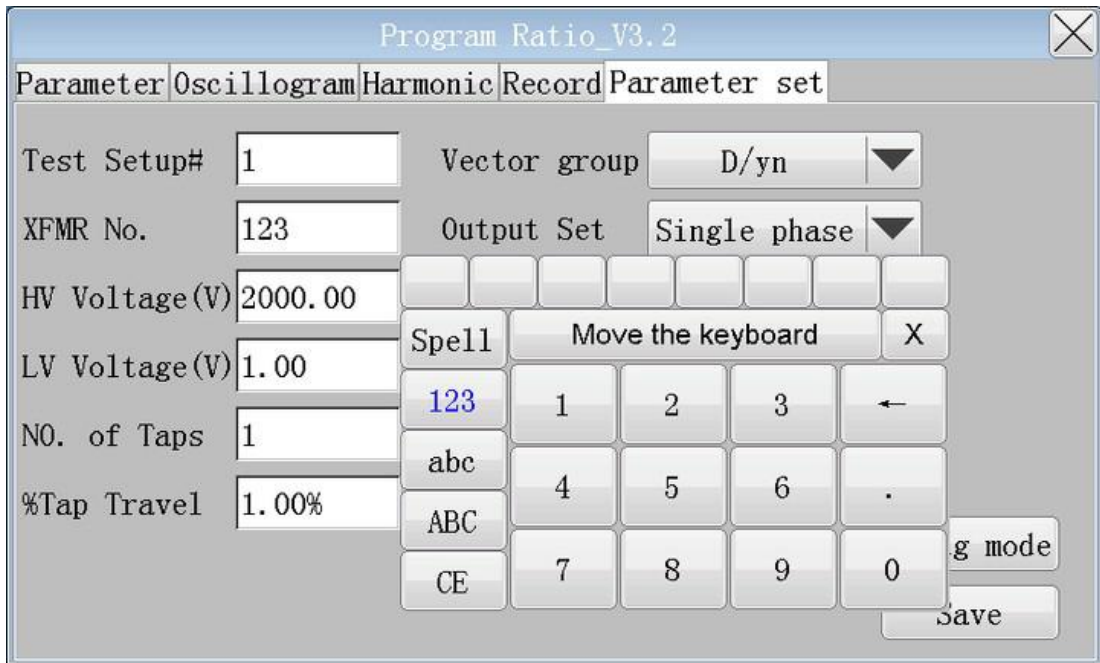 Program Ratio_V3.2
Parameter Oscillogram Harmonic Record Parameter set
Test Setup# 1 Vector group D/yn
XFMR No. 123 Output Set Single phase
HV Voltage(V) 2000.00
LV Voltage(V) 1.00
NO. of Taps 1
%Tap Travel 1.00%
Spell Move the keyboard X
123 1 2 3 ←
abc 4 5 6 .
ABC
CE 7 8 9 0
g mode
Save